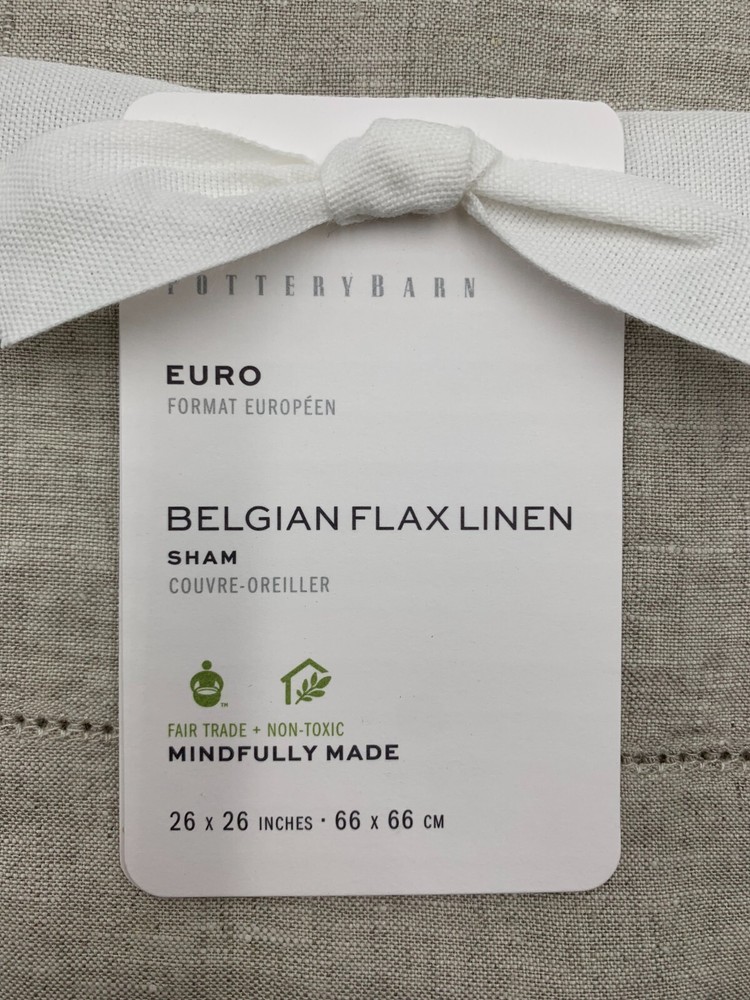 POTTERYBARN
EURO
FORMAT EUROPÉEN
BELGIAN FLAX LINEN
SHAM
COUVRE-OREILLER
TM
FAIR TRADE + NON-TOXIC
MINDFULLY MADE
26 X 26 INCHES · 66 X 66 CM